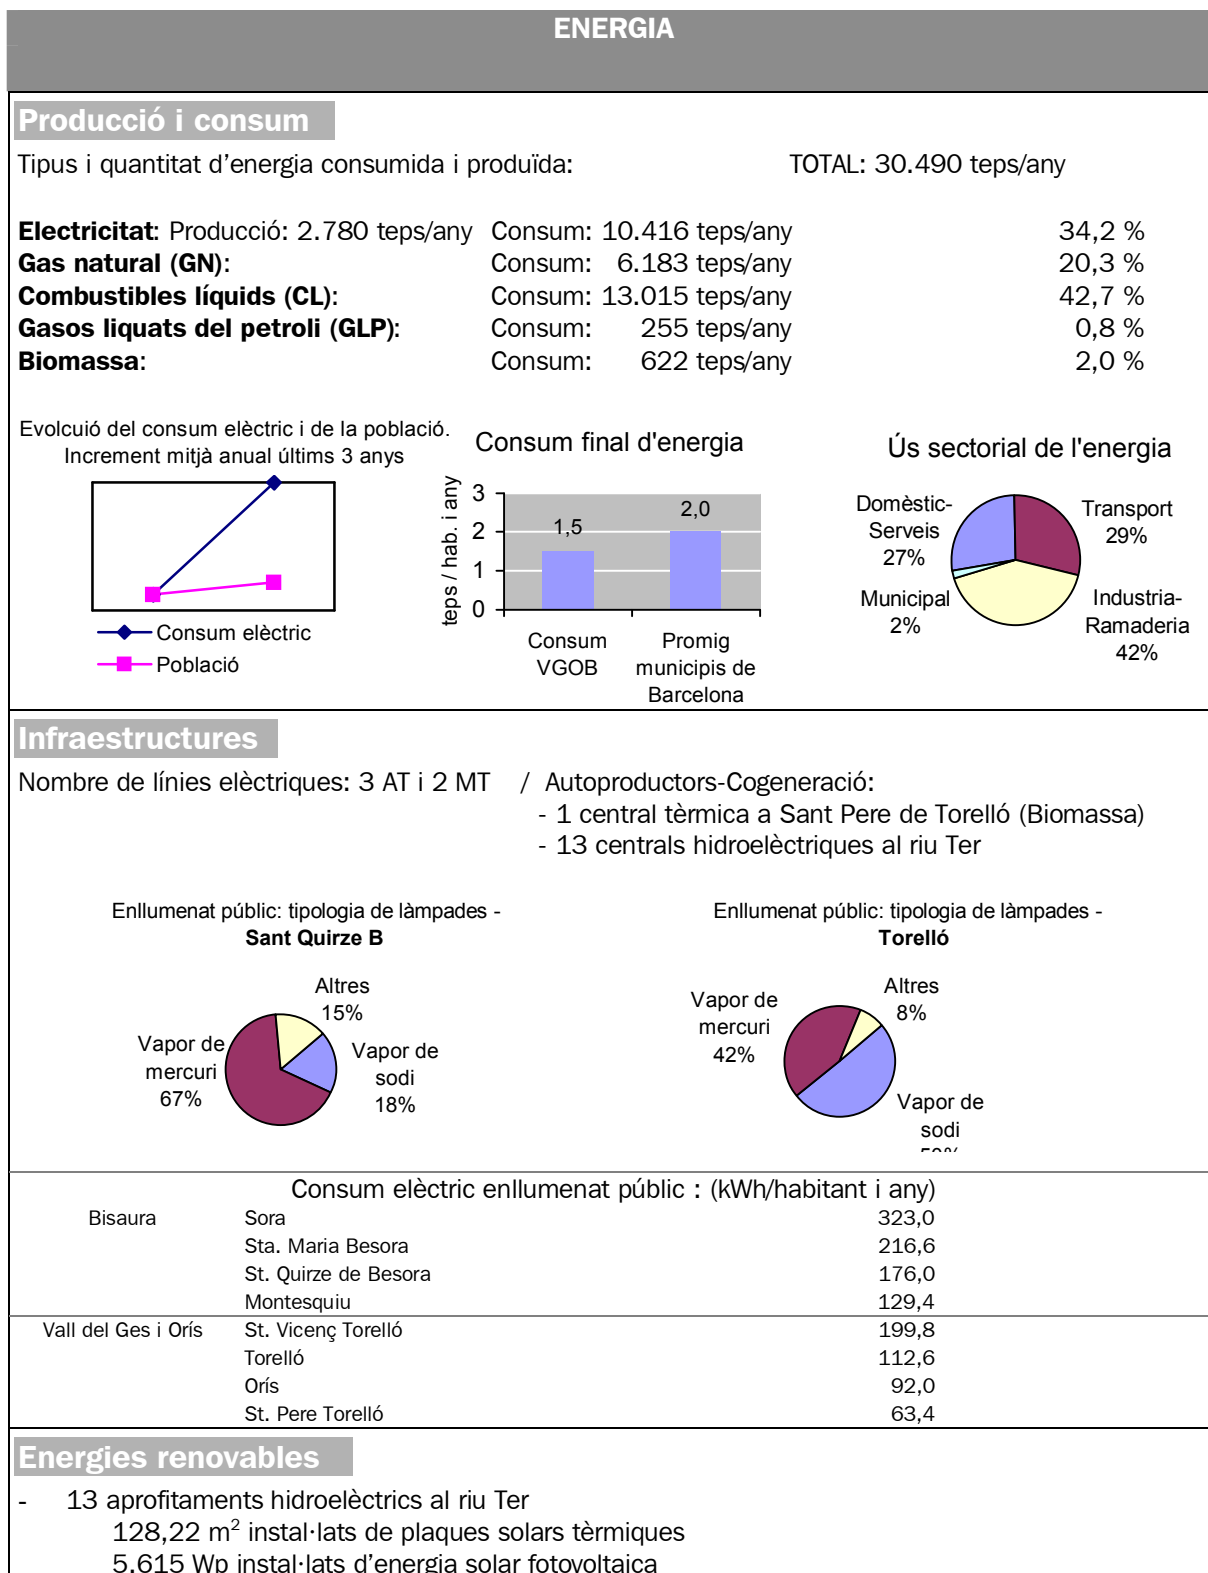 ENERGIA
Producció i consum
Tipus i quantitat d'energia consumida i produïda: TOTAL: 30.490 teps/any
Electricitat: Producció: 2.780 teps/any Consum: 10.416 teps/any 34,2 %
Gas natural (GN): Consum: 6.183 teps/any 20,3 %
Combustibles líquids (CL): Consum: 13.015 teps/any 42,7 %
Gasos liquats del petroli (GLP): Consum: 255 teps/any 0,8 %
Biomassa: Consum: 622 teps/any 2,0 %
Evolcuió del consum elèctric i de la població.
Increment mitjà anual últims 3 anys
Consum elèctric
Població
Consum final d'energia
teps / hab. i any
3
2
1
0
1,5
2,0
Consum
VGOB
Promig
municipis de
Barcelona
Ús sectorial de l'energia
Domèstic-
Serveis
27%
Transport
29%
Municipal
2%
Industria-
Ramaderia
42%
Infraestructures
Nombre de línies elèctriques: 3 AT i 2 MT / Autoproductors-Cogeneració:
- 1 central tèrmica a Sant Pere de Torelló (Biomassa)
- 13 centrals hidroelèctriques al riu Ter
Enllumenat públic: tipologia de làmpades -
Sant Quirze B
Altres
15%
Vapor de
mercuri
67%
Vapor de
sodi
18%
Enllumenat públic: tipologia de làmpades -
Torelló
Vapor de
mercuri
42%
Altres
8%
Vapor de
sodi
Consum elèctric enllumenat públic : (kWh/habitant i any)
Bisaura Sora 323,0
Sta. Maria Besora 216,6
St. Quirze de Besora 176,0
Montesquiu 129,4
Vall del Ges i Orís St. Vicenç Torelló 199,8
Torelló 112,6
Orís 92,0
St. Pere Torelló 63,4
Energies renovables
- 13 aprofitaments hidroelèctrics al riu Ter
128,22 m² instal·lats de plaques solars tèrmiques
5.615 Wp instal·lats d'energia solar fotovoltaica